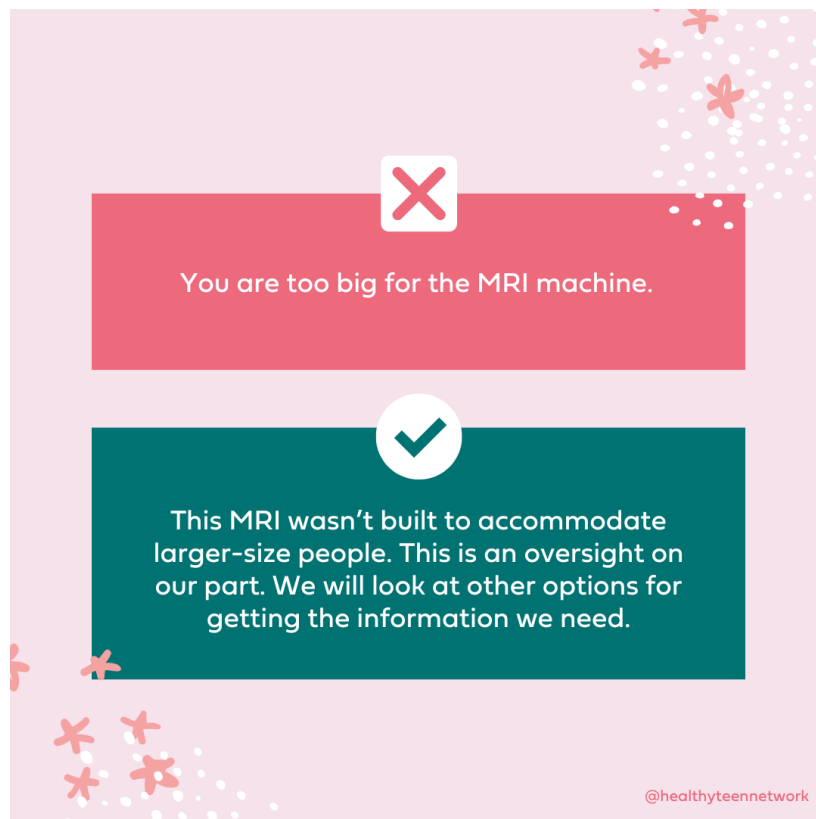 You are too big for the MRI machine.
This MRI wasn’t built to accommodate
larger-size people. This is an oversight on
our part. We will look at other options for
getting the information we need.
@healthyteennetwork